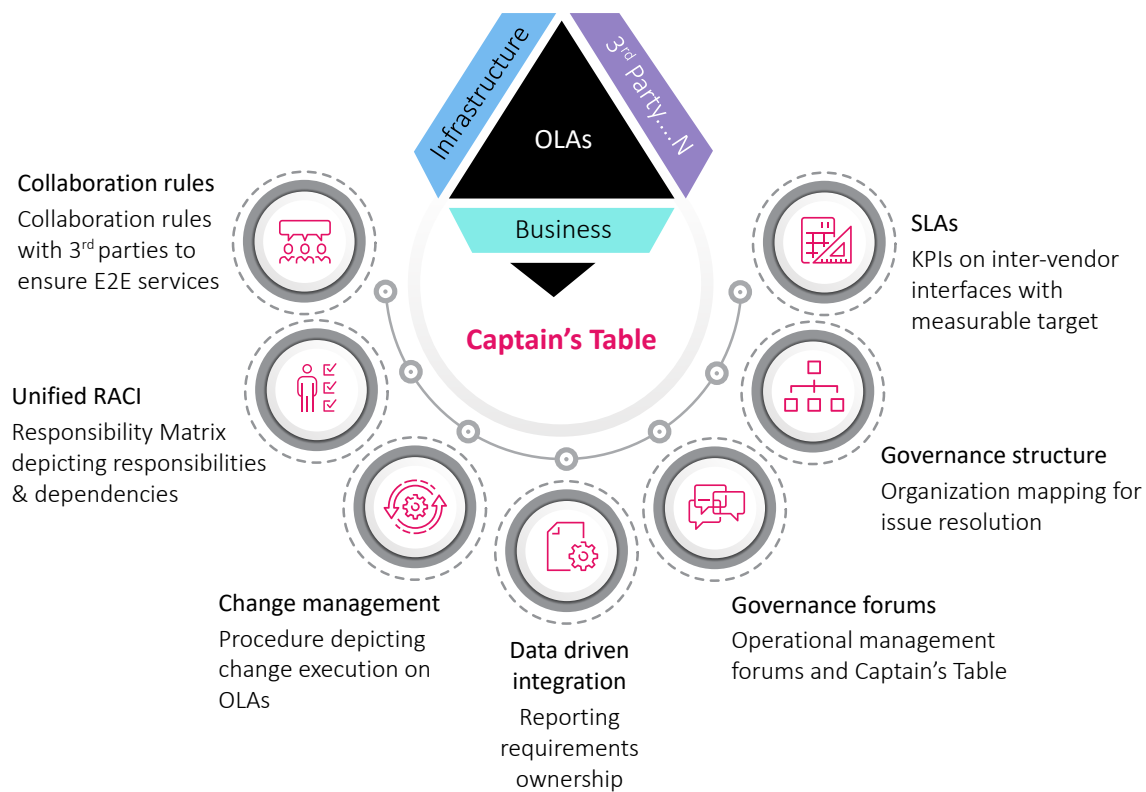 Infrastructure
3rd Party....N
OLAs
Business
Captain's Table
Collaboration rules
Collaboration rules
with 3rd parties to
ensure E2E services
Unified RACI
Responsibility Matrix
depicting responsibilities
& dependencies
Change management
Procedure depicting
change execution on
OLAs
Data driven
integration
Reporting
requirements
ownership
Governance forums
Operational management
forums and Captain's Table
Governance structure
Organization mapping for
issue resolution
SLAs
KPIs on inter-vendor
interfaces with
measurable target